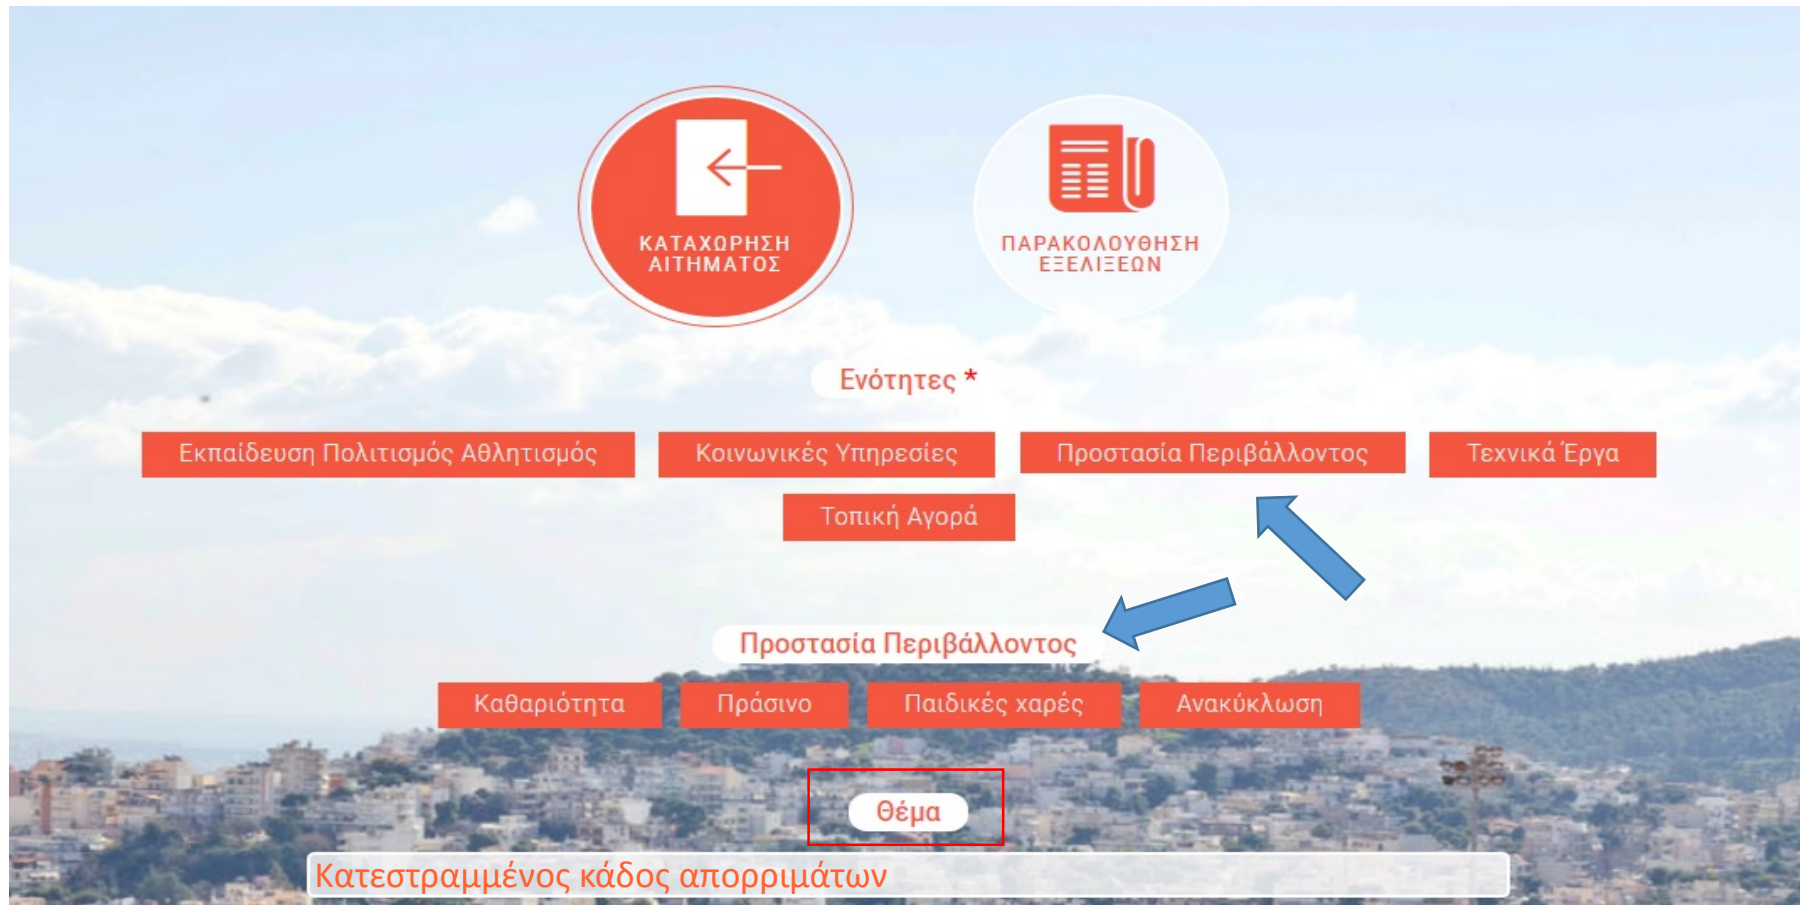 ΚΑΤΑΧΩΡΗΣΗ
ΑΙΤΗΜΑΤΟΣ
ΠΑΡΑΚΟΛΟΥΘΗΣΗ
ΕΞΕΛΙΞΕΩΝ
Ενότητες *
Εκπαίδευση Πολιτισμός Αθλητισμός
Κοινωνικές Υπηρεσίες
Προστασία Περιβάλλοντος
Τεχνικά Έργα
Τοπική Αγορά
Προστασία Περιβάλλοντος
Καθαριότητα
Πράσινο
Παιδικές χαρές
Ανακύκλωση
Θέμα
Κατεστραμμένος κάδος απορριμάτων